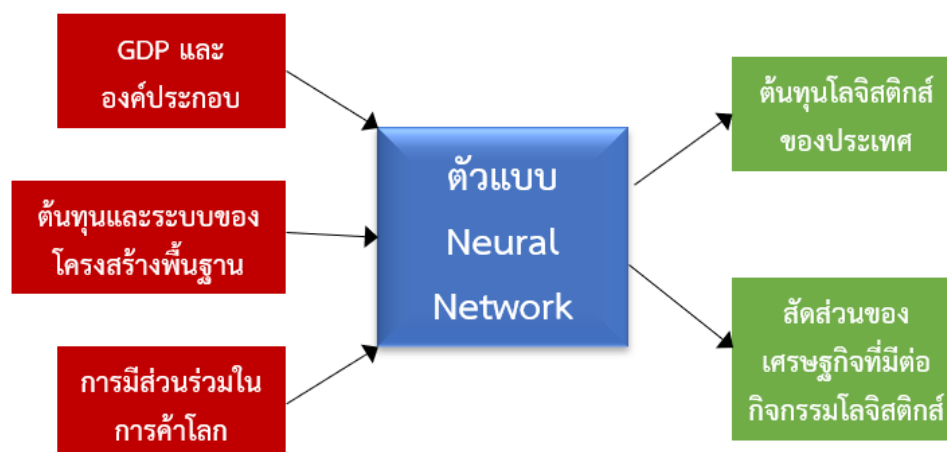 GDP และ
องค์ประกอบ
ต้นทุนและระบบของ
โครงสร้างพื้นฐาน
การมีส่วนร่วมใน
การค้าโลก
ตัวแบบ
Neural
Network
ต้นทุนโลจิสติกส์
ของประเทศ
สัดส่วนของ
เศรษฐกิจที่มีต่อ
กิจกรรมโลจิสติกส์